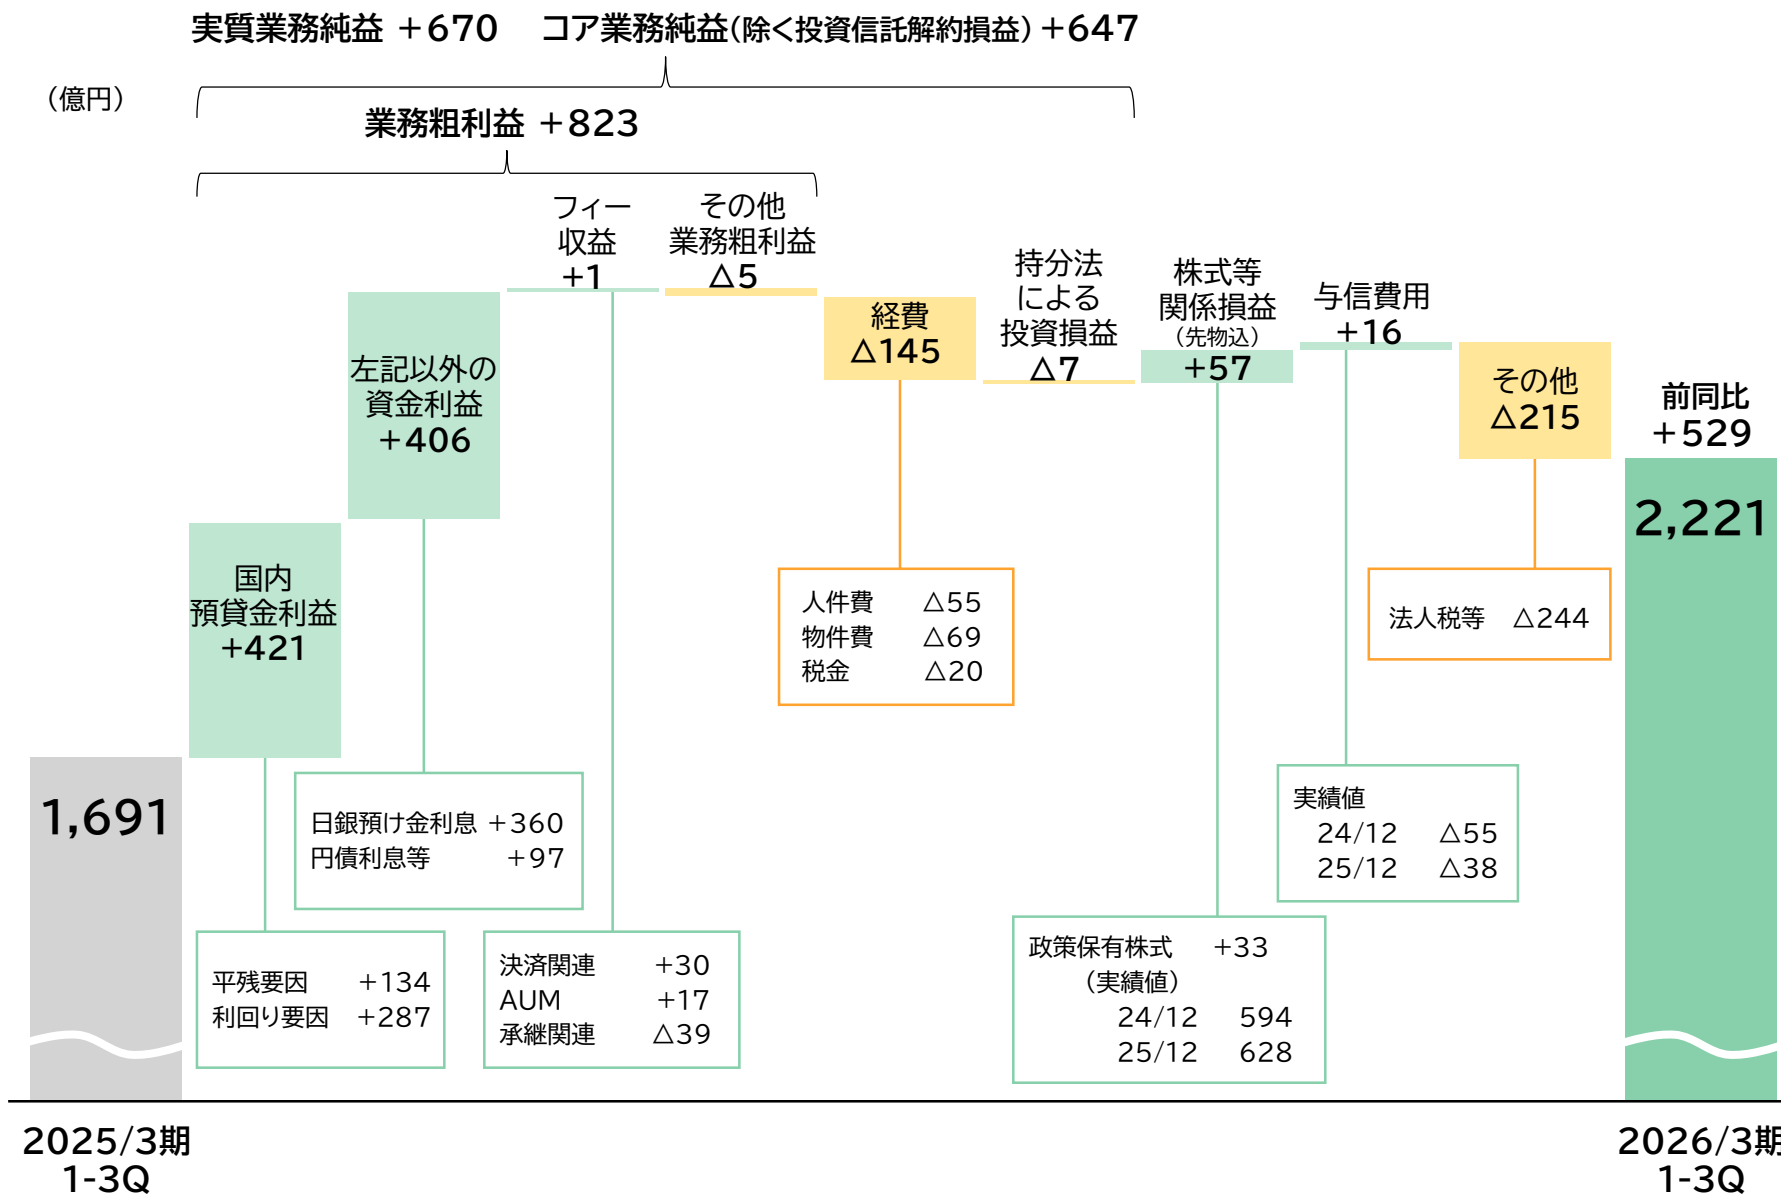 実質業務純益 +670 コア業務純益(除く投資信託解約損益) +647
(億円)
業務粗利益 +823
フィー
収益
+1
その他
業務粗利益
△5
経費
△145
持分法
による
投資損益
△7
株式等
関係損益
(先物込)
+57
与信費用
+16
その他
△215
前同比
+529
2,221
左記以外の
資金利益
+406
国内
預貸金利益
+421
1,691
人件費 △55
物件費 △69
税金 △20
法人税等 △244
日銀預け金利息 +360
円債利息等 +97
実績値
24/12 △55
25/12 △38
平残要因 +134
利回り要因 +287
決済関連 +30
AUM +17
承継関連 △39
政策保有株式 +33
(実績値)
24/12 594
25/12 628
2025/3期
1-3Q
2026/3期
1-3Q